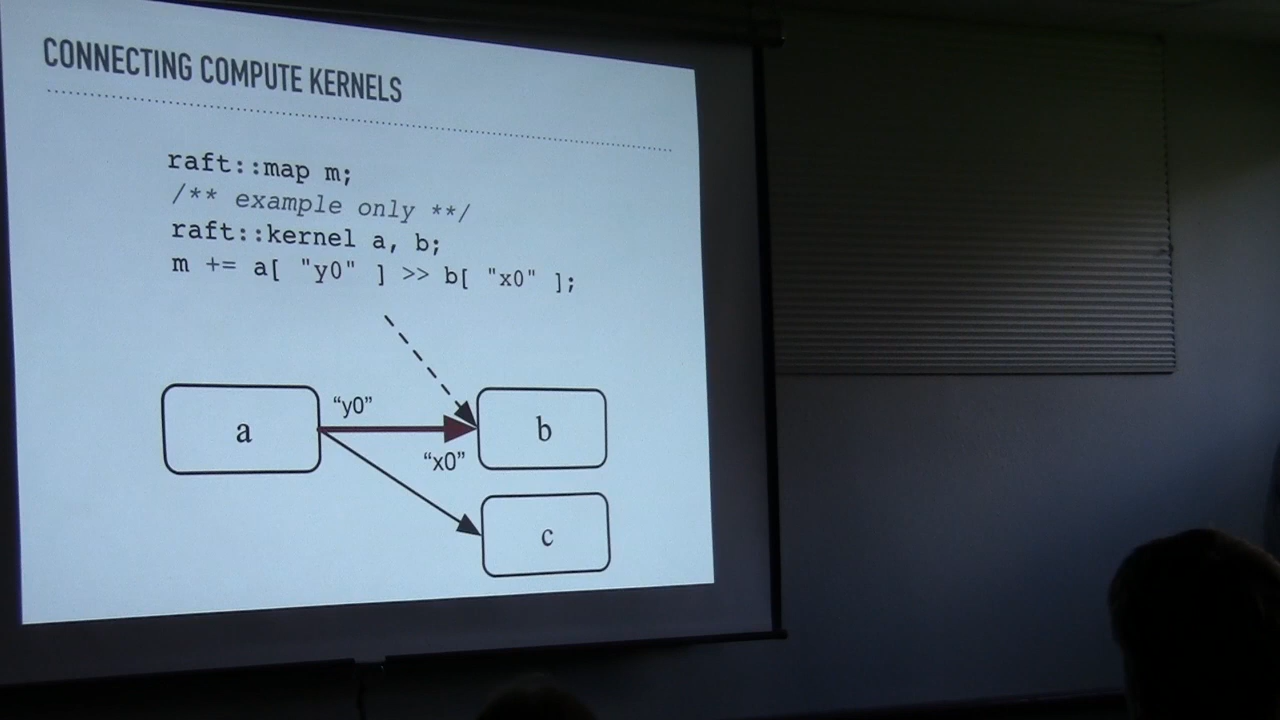 CONNECTING COMPUTE KERNELS
raft::map m;
/** example only **/
raft::kernel a, b;
m += a[ "y0" ] >> b[ "x0" ];
“y0”
a
b
“x0”
c